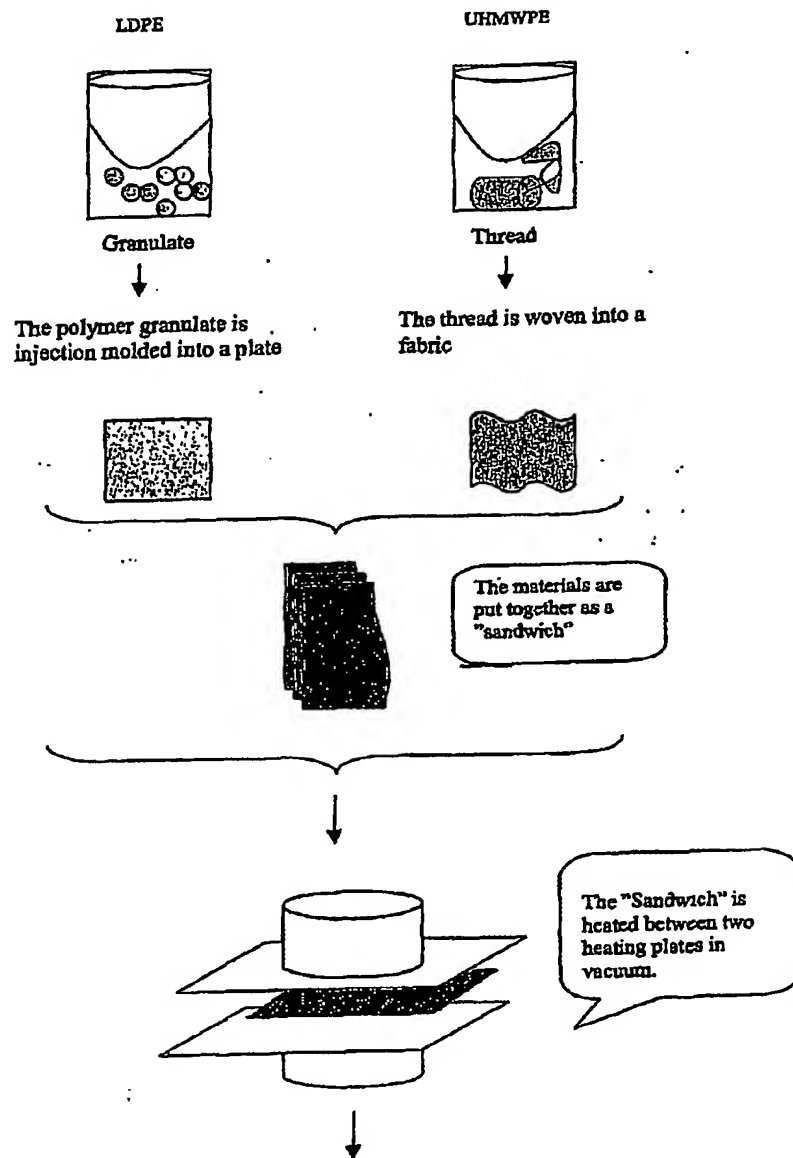 LDPE
UHMWPE
Granulate
Thread
The polymer granulate is
injection molded into a plate
The thread is woven into a
fabric
The materials are
put together as a
"sandwich"
The "Sandwich" is
heated between two
heating plates in
vacuum.